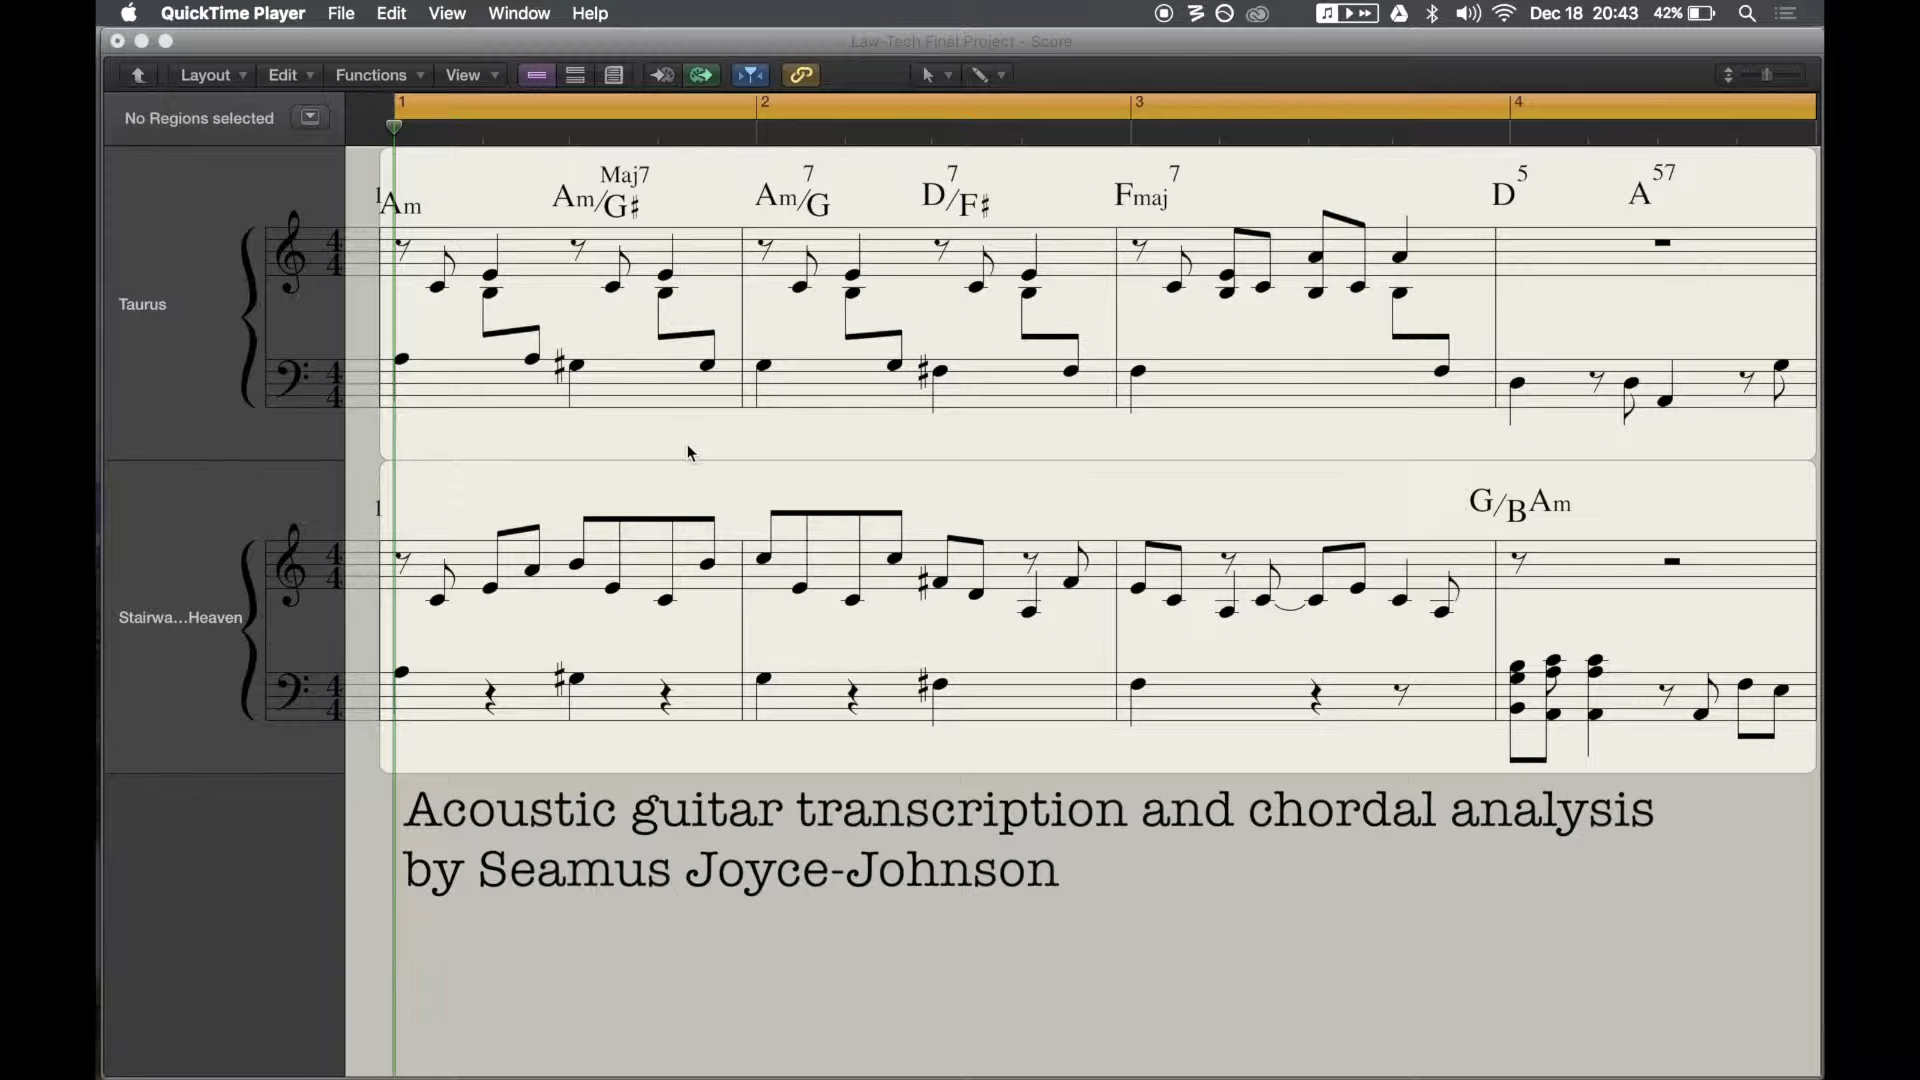 QuickTime Player File Edit View Window Help Dec 18 20:43 42%
Law-Tech Final Project - Score
Layout Edit Functions View
No Regions selected 1 2 3 4
Am Am/G♯ Maj7 Am/G 7 D/F♯ 7 Fmaj 7 D 5 A 57
1
Taurus
G/B Am
1
Stairwa...Heaven
Acoustic guitar transcription and chordal analysis
by Seamus Joyce-Johnson